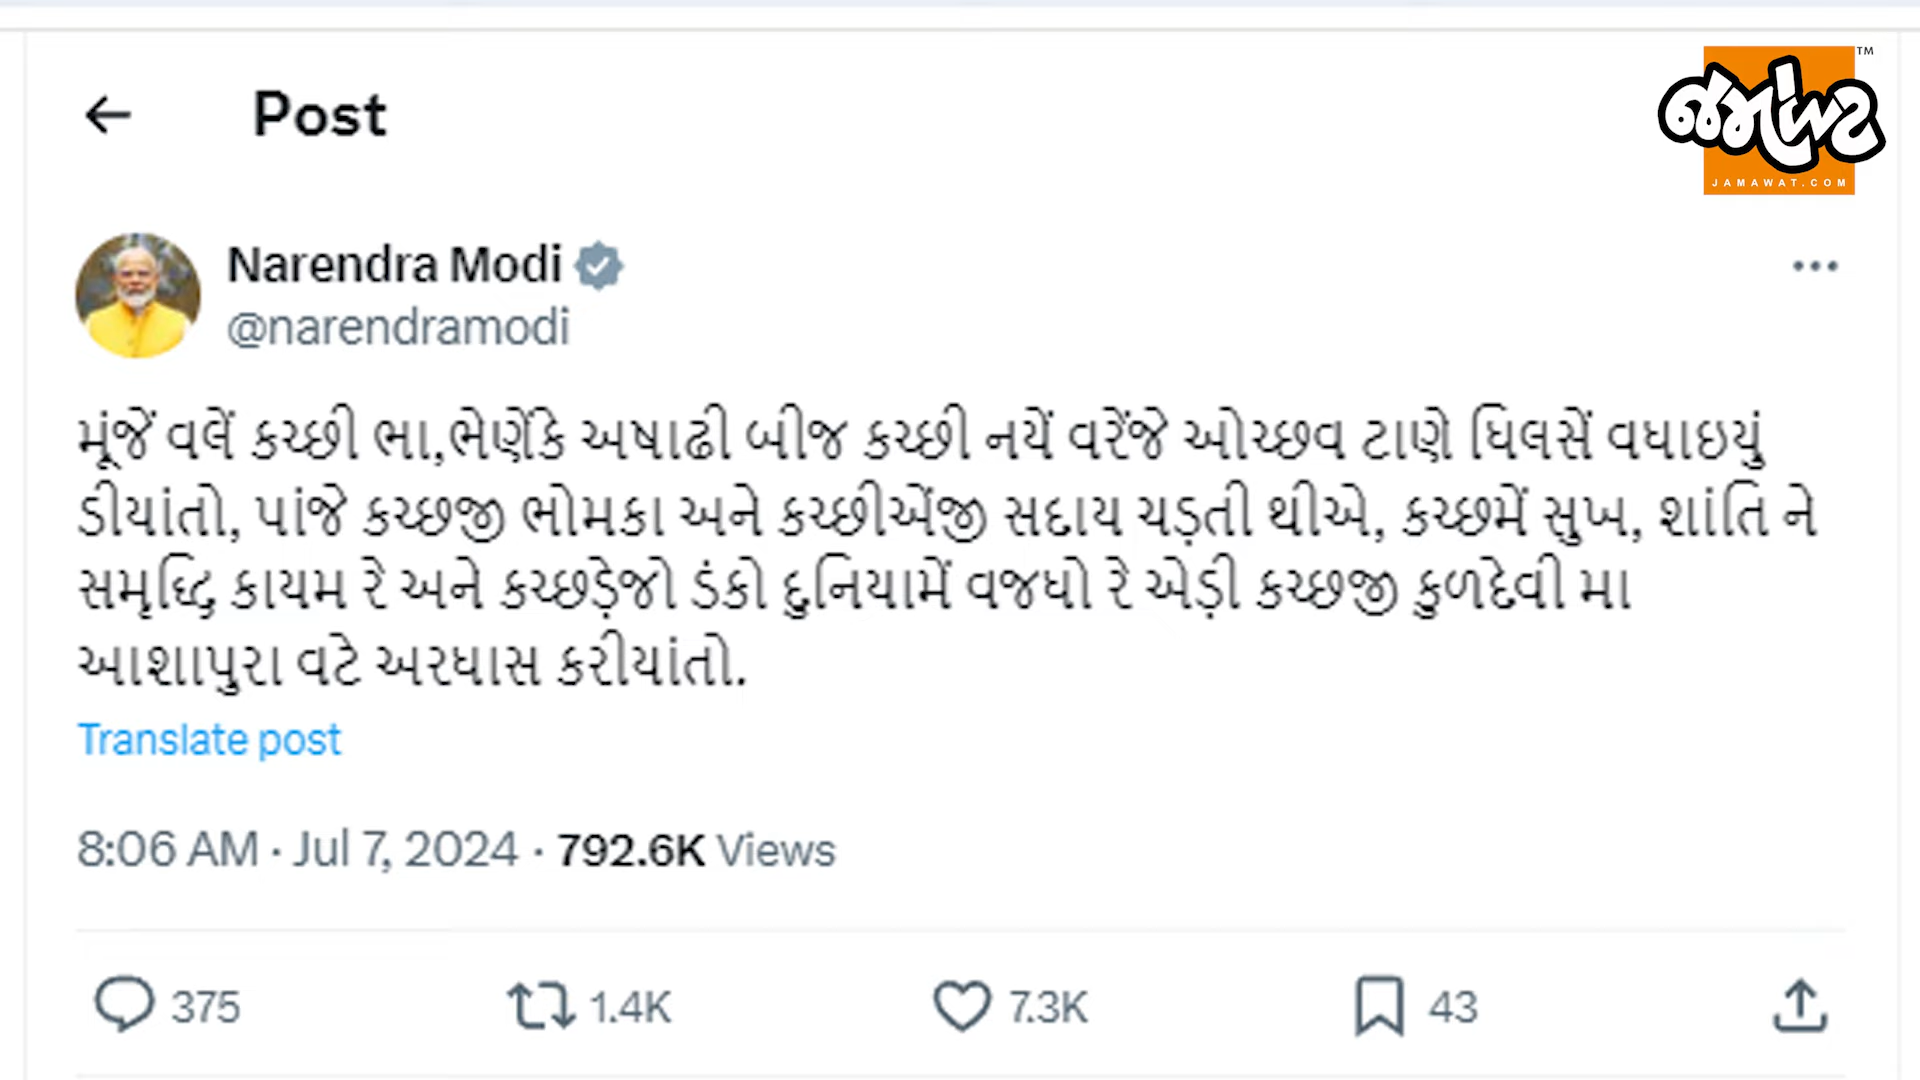 Post
જમાવટ
TM
JAMAWAT.COM
Narendra Modi
@narendramodi
મૂંજેં વલેં કચ્છી ભા,ભેણેંકે અષાઢી બીજ કચ્છી નયેં વરેંજે ઓચ્છવ ટાણે ધિલસેં વધાઇયું
ડીયાંતો, પાંજે કચ્છજી ભોમકા અને કચ્છીએંજી સદાય ચડ઼તી થીએ, કચ્છમેં સુખ, શાંતિ ને
સમૃદ્ધિ કાયમ રે અને કચ્છડ઼ેજો ડંકો દુનિયામેં વજધો રે એડ઼ી કચ્છજી કુળદેવી મા
આશાપુરા વટે અરધાસ કરીયાંતો.
Translate post
8:06 AM · Jul 7, 2024 · 792.6K Views
375 1.4K 7.3K 43